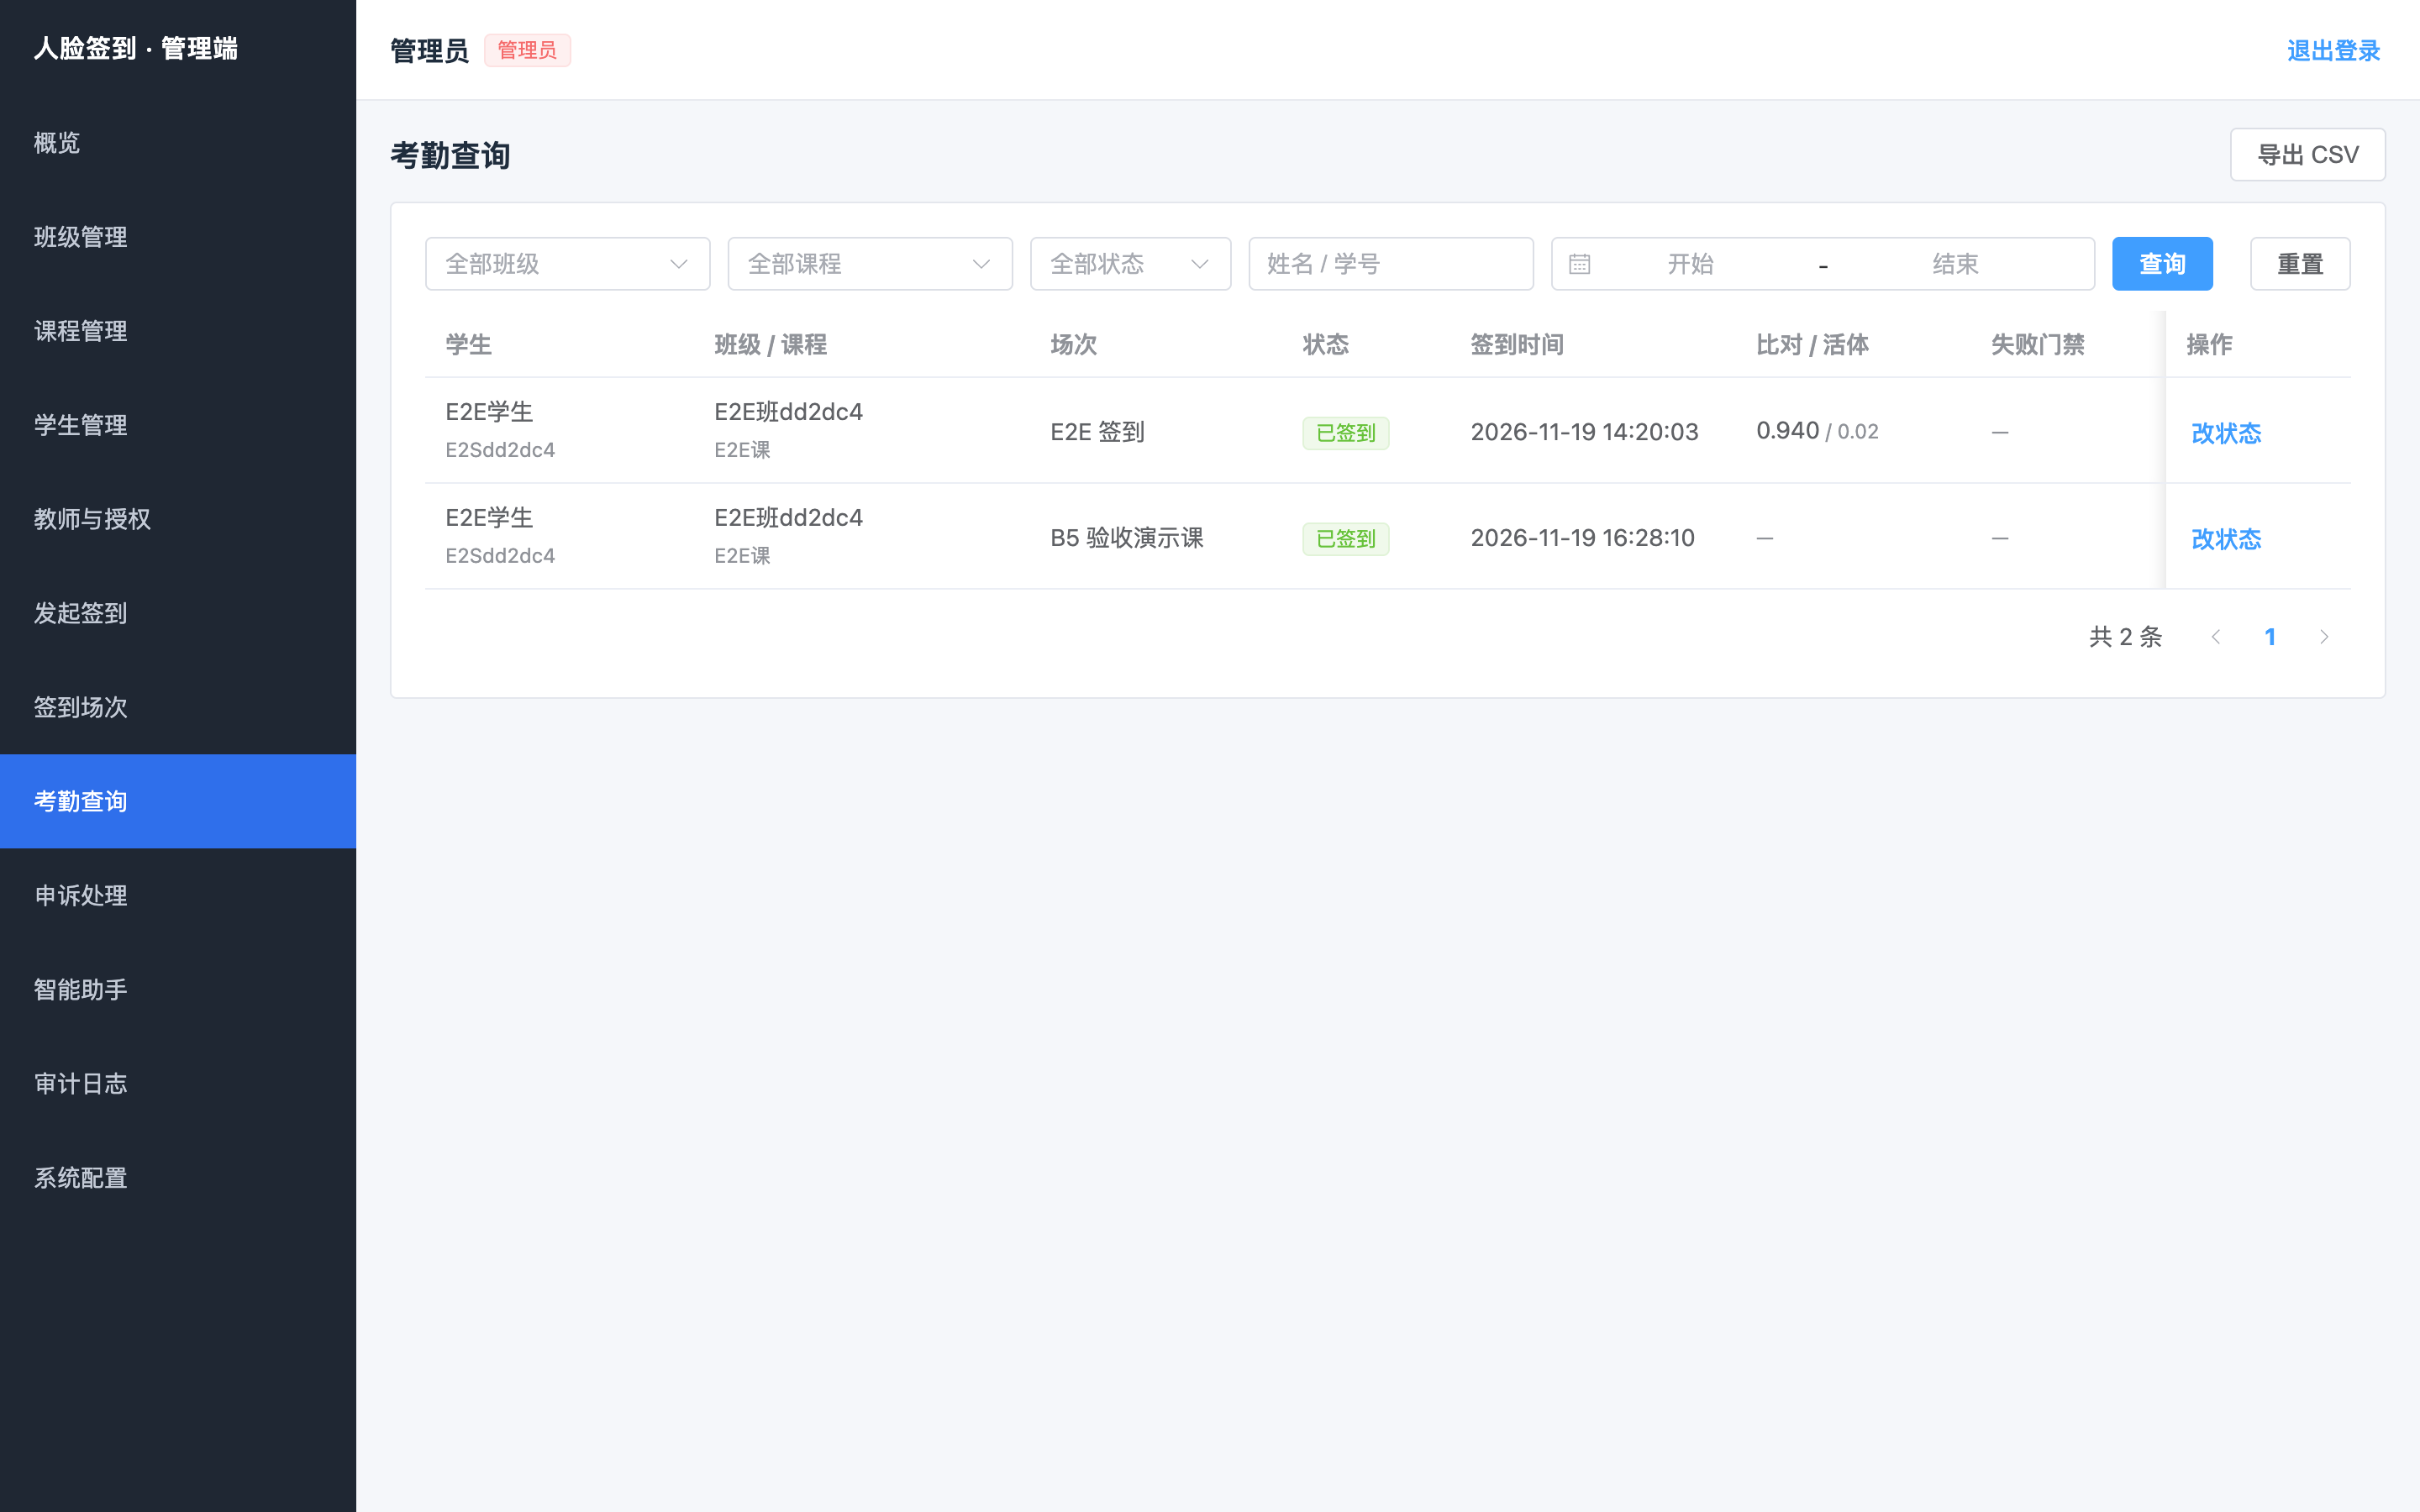 人脸签到 · 管理端
概览
班级管理
课程管理
学生管理
教师与授权
发起签到
签到场次
考勤查询
申诉处理
智能助手
审计日志
系统配置
管理员 管理员 退出登录
考勤查询 导出 CSV
全部班级 全部课程 全部状态 姓名 / 学号 开始 - 结束 查询 重置
学生 班级 / 课程 场次 状态 签到时间 比对 / 活体 失败门禁 操作
E2E学生 E2E班dd2dc4
E2E 签到 已签到 2026-11-19 14:20:03 0.940 / 0.02 — 改状态
E2Sdd2dc4 E2E课
E2E学生 E2E班dd2dc4
B5 验收演示课 已签到 2026-11-19 16:28:10 — — 改状态
E2Sdd2dc4 E2E课
共 2 条 1